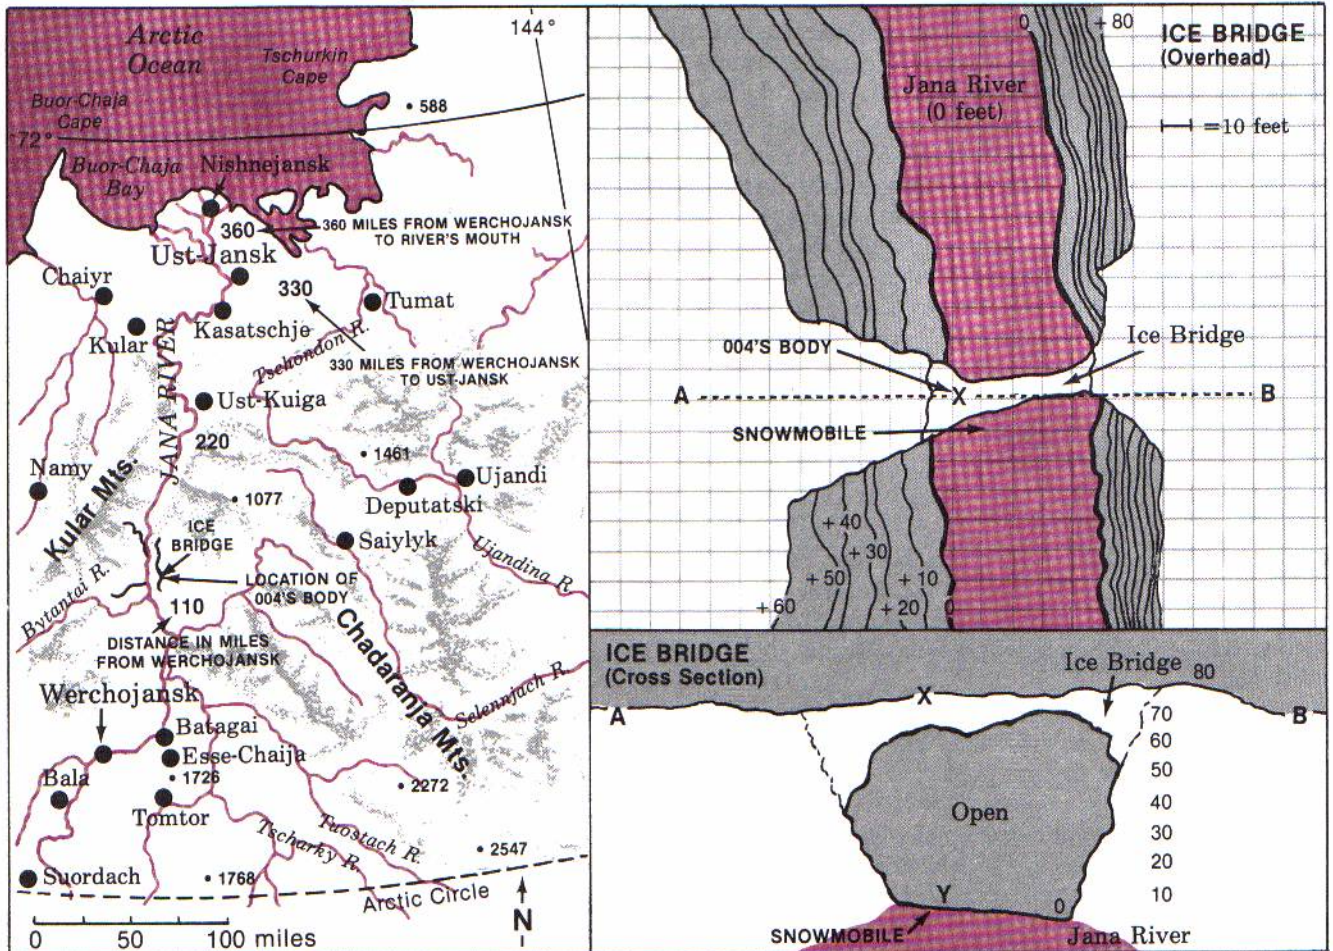 Arctic
Ocean
144°
Tschurkin
Cape
Buor-Chaja
Cape
588
72°
Buor-Chaja
Bay
Nishnejansk
360
360 MILES FROM WERCHOJANSK
TO RIVER'S MOUTH
Ust-Jansk
Chaiyr
330
Tumat
Kasatschje
Kular
Tschondon R.
330 MILES FROM WERCHOJANSK
TO UST-JANSK
JANA RIVER
Ust-Kuiga
220
1461
Namy
Ujandi
Deputatski
Kular Mts.
1077
ICE
BRIDGE
Saiylyk
Ujandina R.
LOCATION OF
004'S BODY
Bytantai R.
110
DISTANCE IN MILES
FROM WERCHOJANSK
Chadaranja Mts.
Werchojansk
Selennjach R.
Batagai
Esse-Chaija
1726
Bala
2272
Tomtor
Tuostach R.
Tscharky R.
2547
Suordach
1768
Arctic Circle
N
0 50 100 miles
0
+80
ICE BRIDGE
(Overhead)
Jana River
(0 feet)
=10 feet
Ice Bridge
004'S BODY
A
X
B
SNOWMOBILE
+40
+30
+50
+10
+60
+20
0
ICE BRIDGE
(Cross Section)
Ice Bridge
80
X
A
B
70
60
50
Open
40
30
20
10
Y
0
SNOWMOBILE
Jana River